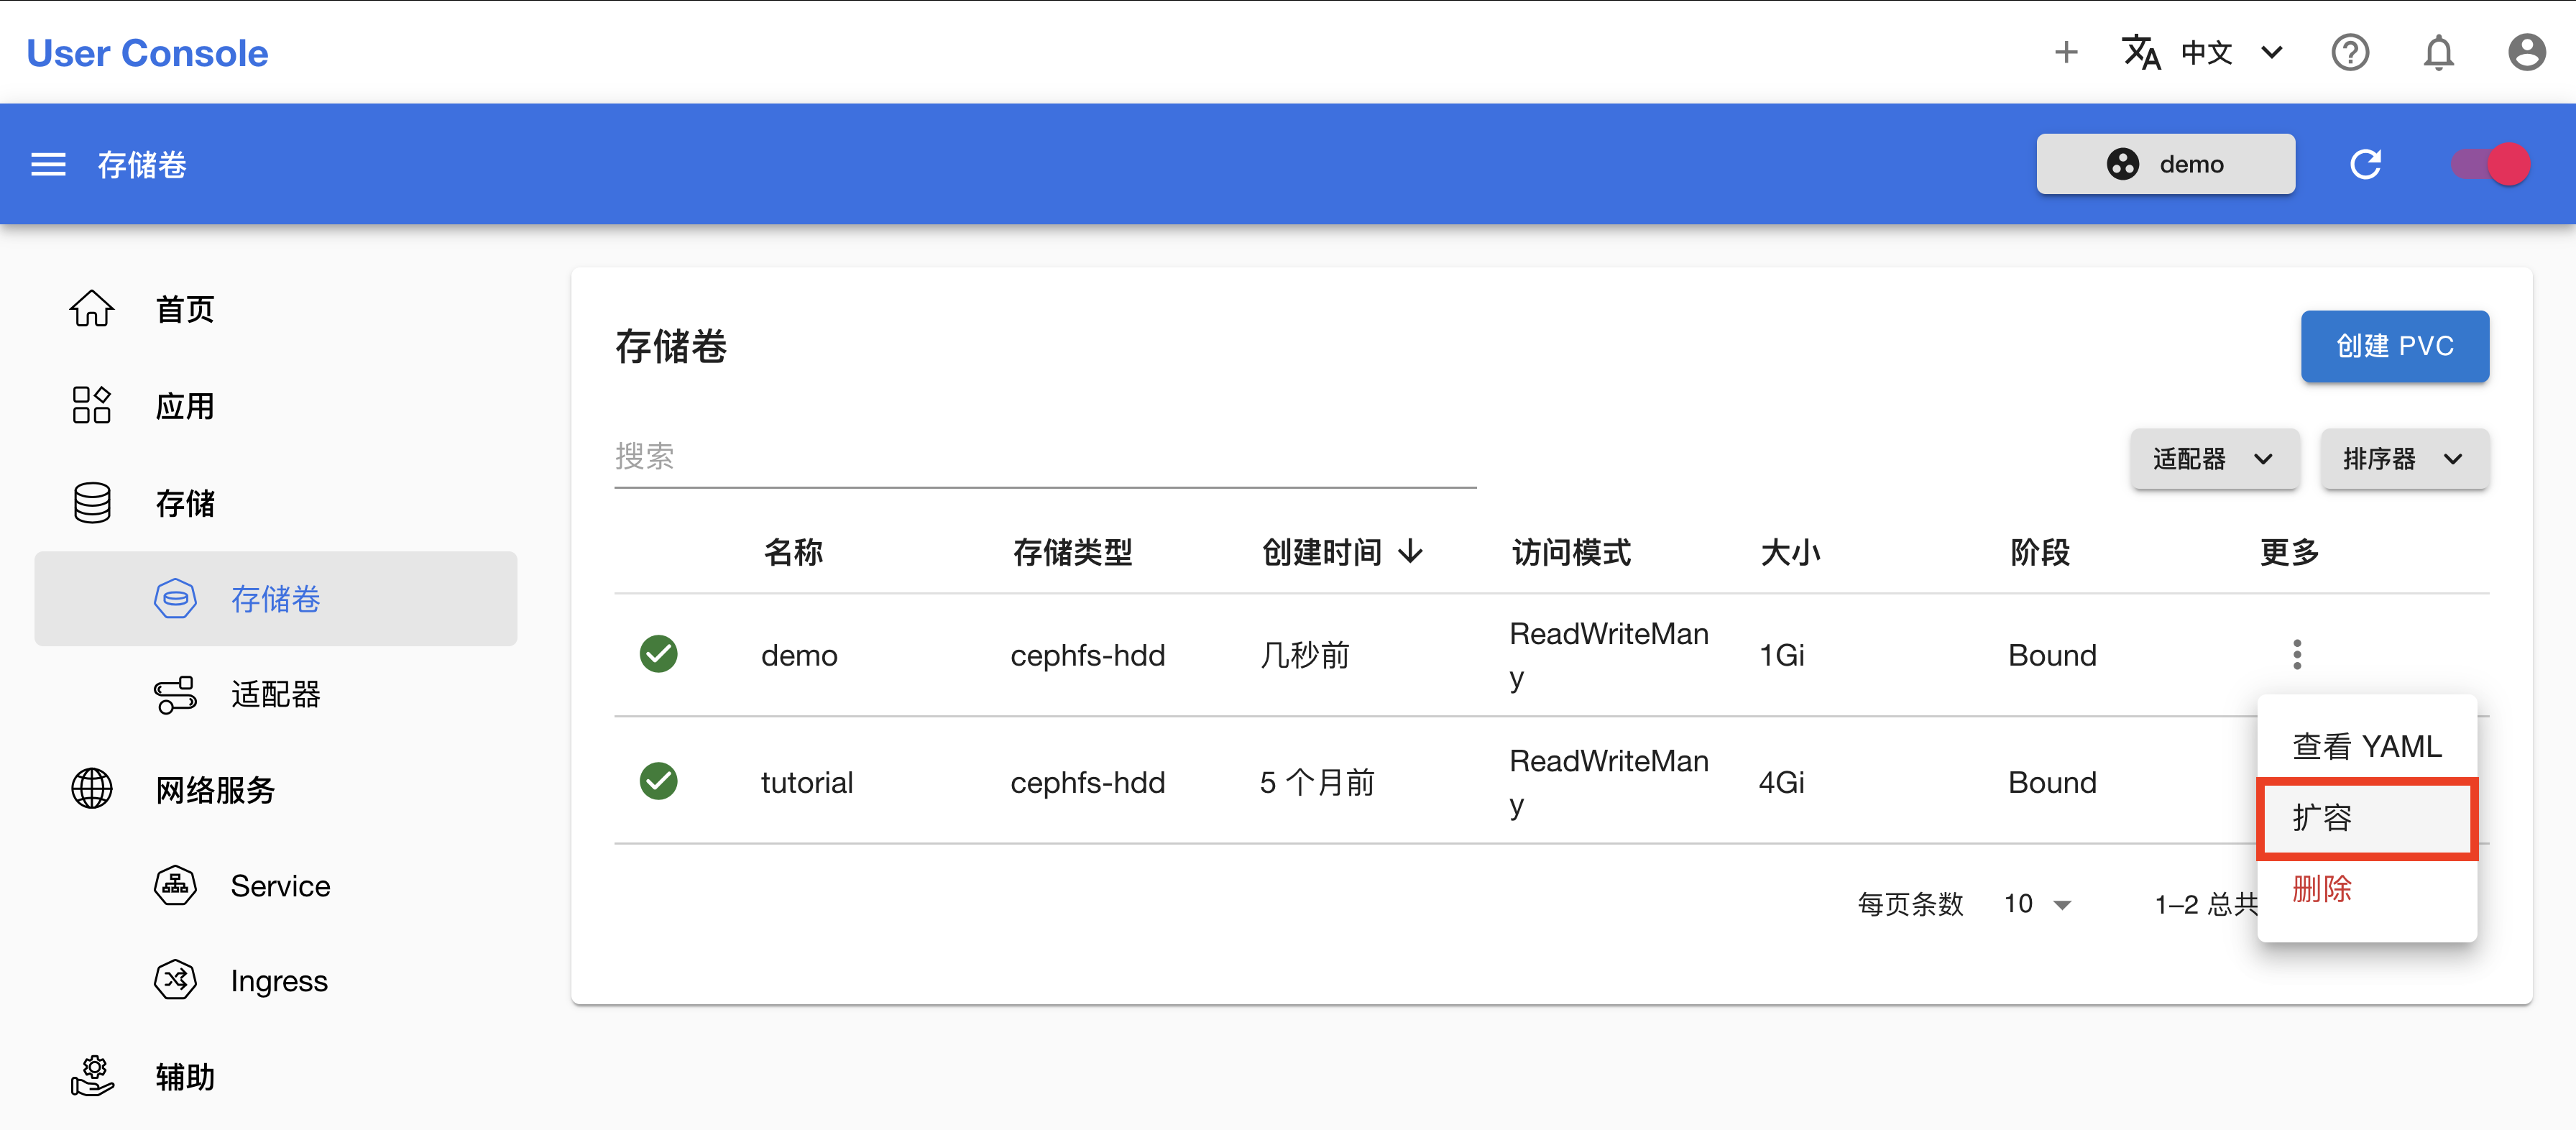 User Console
中文
存储卷
demo
首页
应用
存储
存储卷
适配器
网络服务
Service
Ingress
辅助
存储卷
创建 PVC
搜索
适配器
排序器
名称 存储类型 创建时间 访问模式 大小 阶段 更多
demo cephfs-hdd 几秒前 ReadWriteMan
y 1Gi Bound
tutorial cephfs-hdd 5 个月前 ReadWriteMan
y 4Gi Bound
查看 YAML
扩容
删除
每页条数 10 1–2 总共